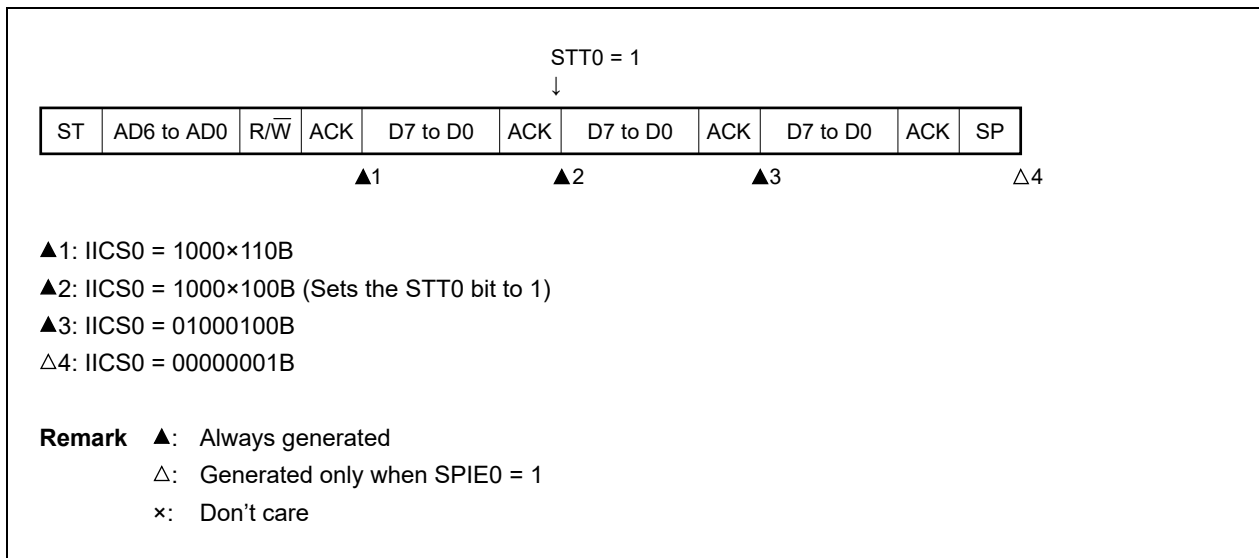 STT0 = 1
↓
ST AD6 to AD0 R/W̅ ACK D7 to D0 ACK D7 to D0 ACK D7 to D0 ACK SP
▲1 ▲2 ▲3 △4
▲1: IICS0 = 1000×110B
▲2: IICS0 = 1000×100B (Sets the STT0 bit to 1)
▲3: IICS0 = 01000100B
△4: IICS0 = 00000001B
Remark ▲: Always generated
△: Generated only when SPIE0 = 1
×: Don't care